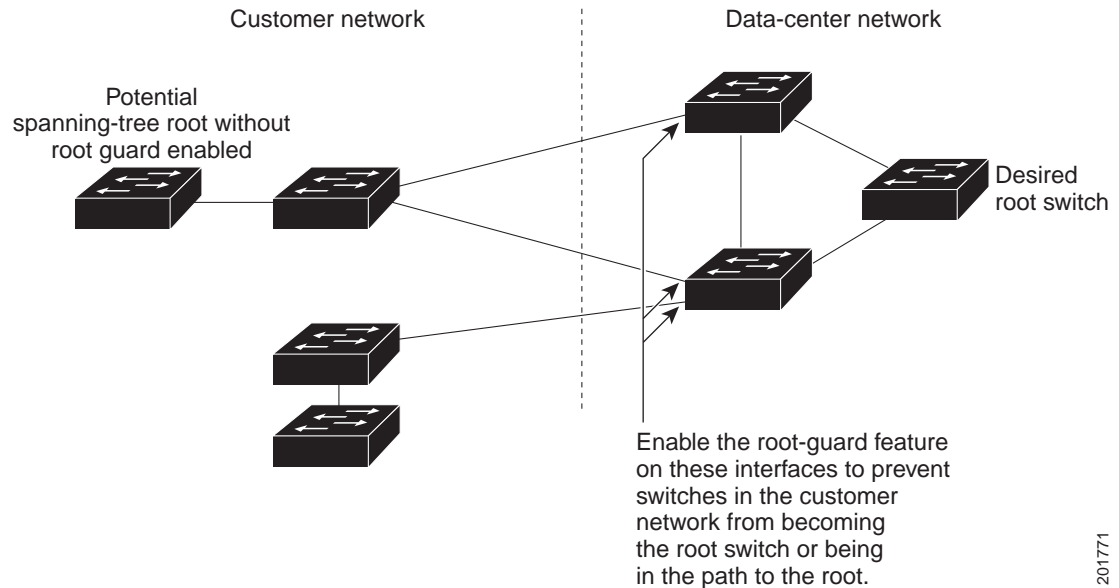 Customer network
Data-center network
Potential
spanning-tree root without
root guard enabled
Desired
root switch
Enable the root-guard feature
on these interfaces to prevent
switches in the customer
network from becoming
the root switch or being
in the path to the root.
201771